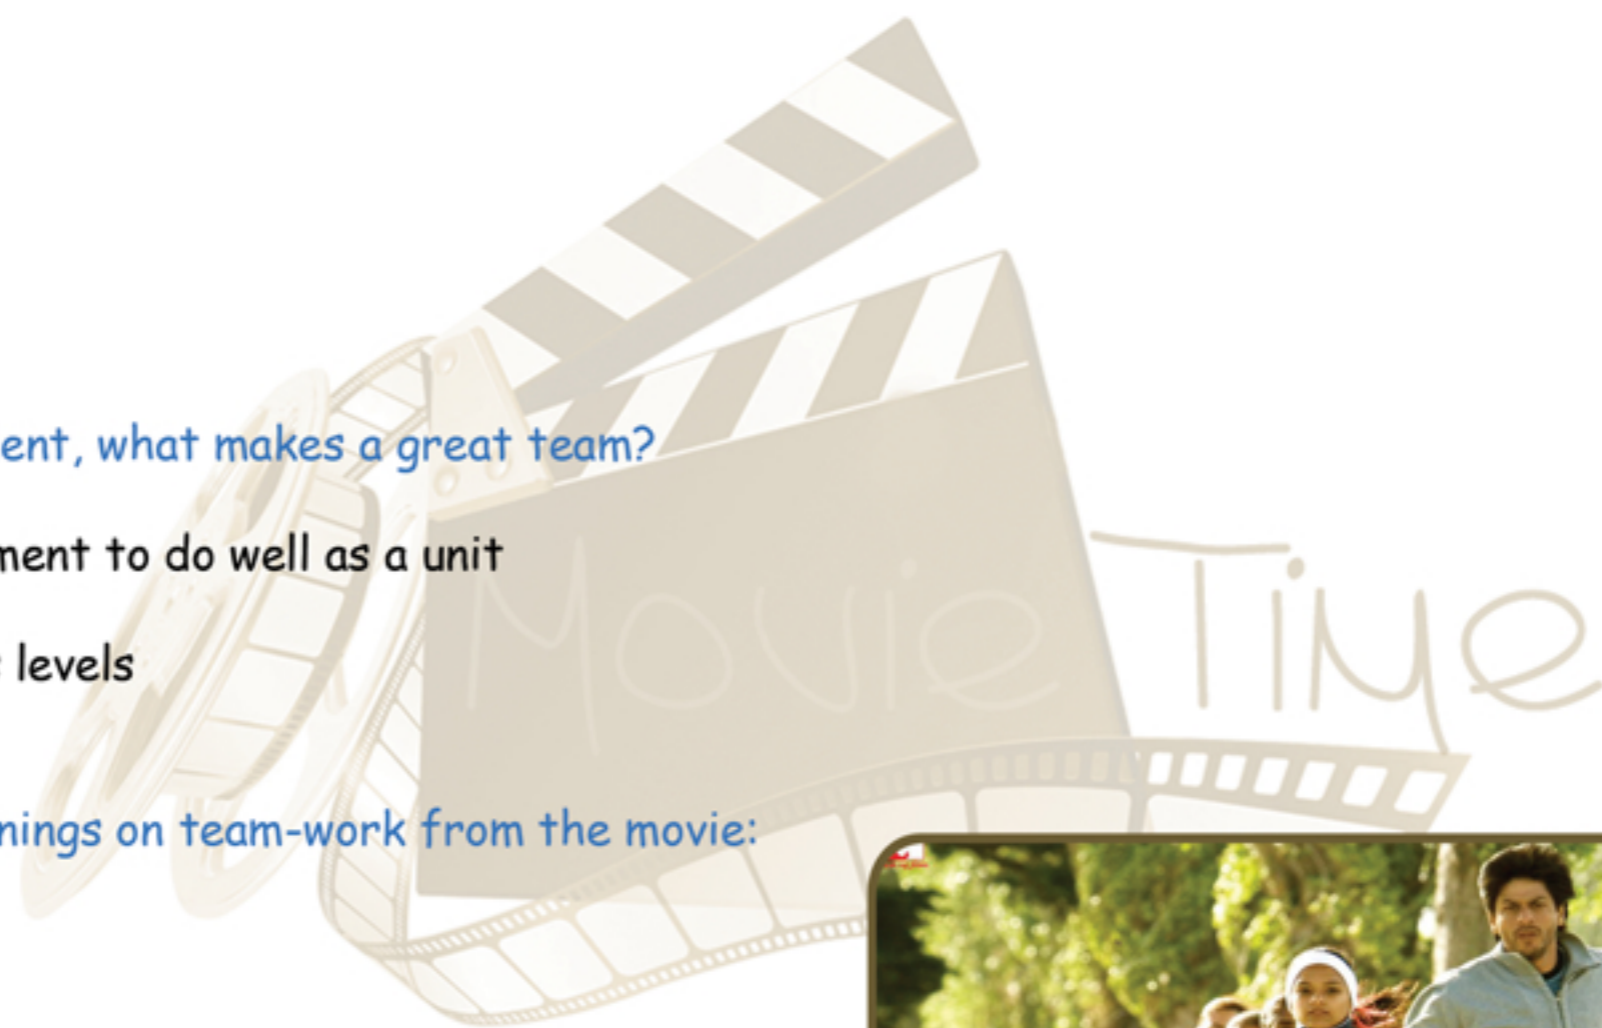 ent, what makes a great team?
ment to do well as a unit
levels
Movie Time
nings on team-work from the movie: